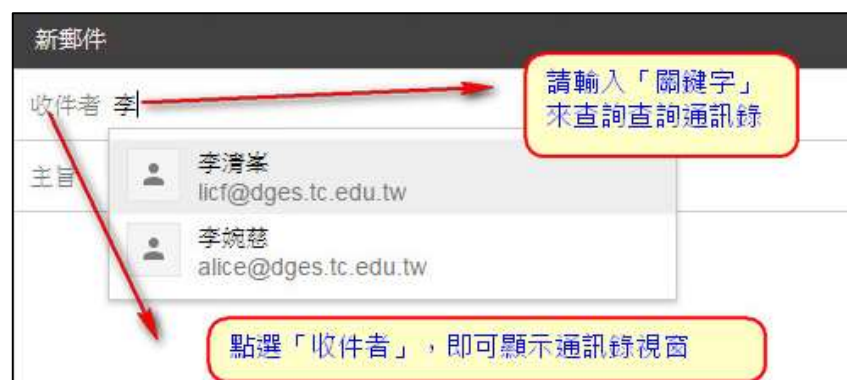 新郵件
收件者 李
請輸入「關鍵字」
來查詢查詢通訊錄
主旨
李清峯
licf@dges.tc.edu.tw
李婉慈
alice@dges.tc.edu.tw
點選「收件者」，即可顯示通訊錄視窗